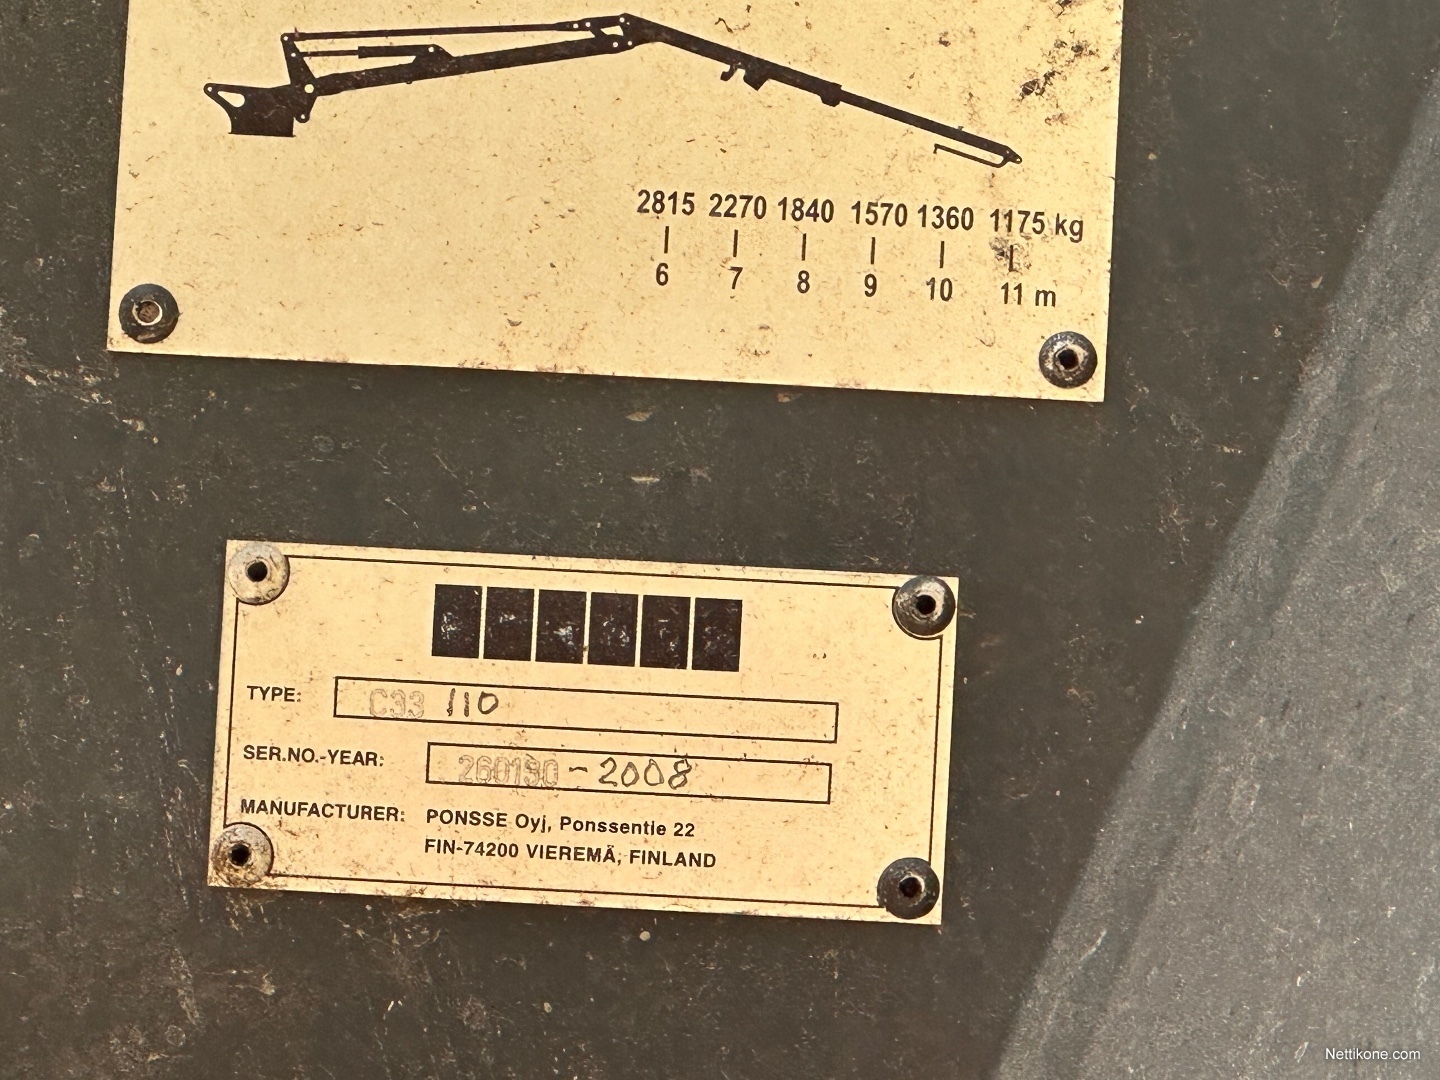 2815 2270 1840 1570 1360 1175 kg
6 7 8 9 10 11 m
TYPE: C33 110
SER.NO.-YEAR: 260190 - 2008
MANUFACTURER: PONSSE Oyj, Ponssentie 22
FIN-74200 VIEREMÄ, FINLAND
Nettikone.com